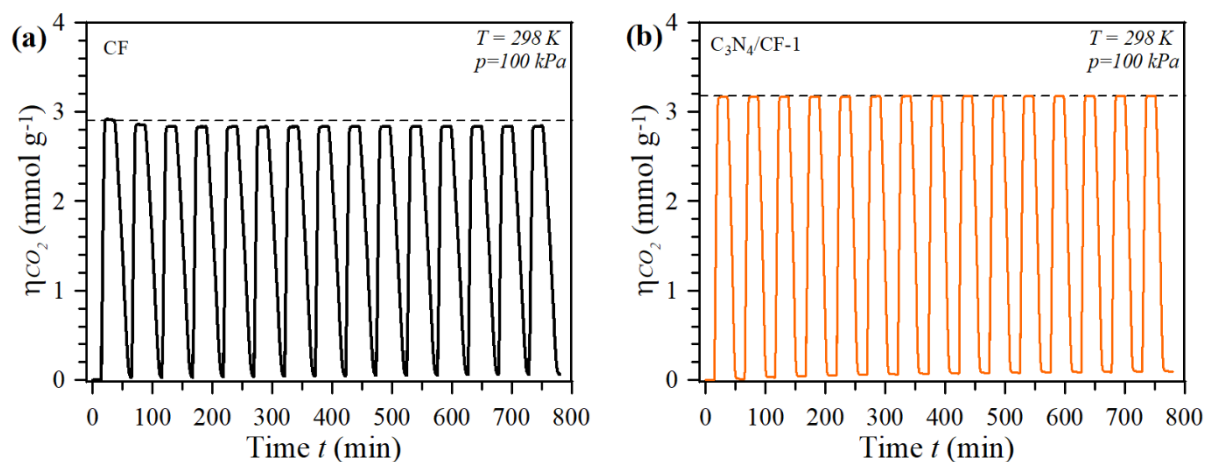 (a)
CF
T = 298 K
p=100 kPa
ηCO₂ (mmol g⁻¹)
4
3
2
1
0
0 100 200 300 400 500 600 700 800
Time t (min)
(b)
C₃N₄/CF-1
T = 298 K
p=100 kPa
ηCO₂ (mmol g⁻¹)
4
3
2
1
0
0 100 200 300 400 500 600 700 800
Time t (min)